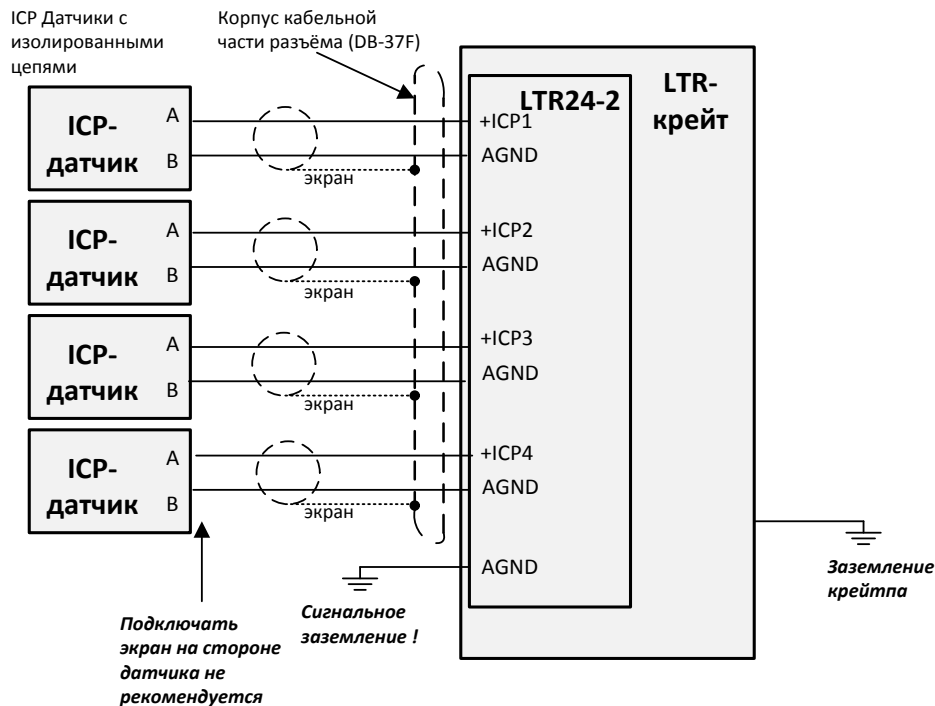 ICP Датчики с
изолированными
цепями
Корпус кабельной
части разъёма (DB-37F)
LTR-
крейт
LTR24-2
ICP-
датчик
A
B
экран
+ICP1
AGND
ICP-
датчик
A
B
экран
+ICP2
AGND
ICP-
датчик
A
B
экран
+ICP3
AGND
ICP-
датчик
A
B
экран
+ICP4
AGND
AGND
Сигнальное
заземление !
Заземление
крейтпа
Подключать
экран на стороне
датчика не
рекомендуется